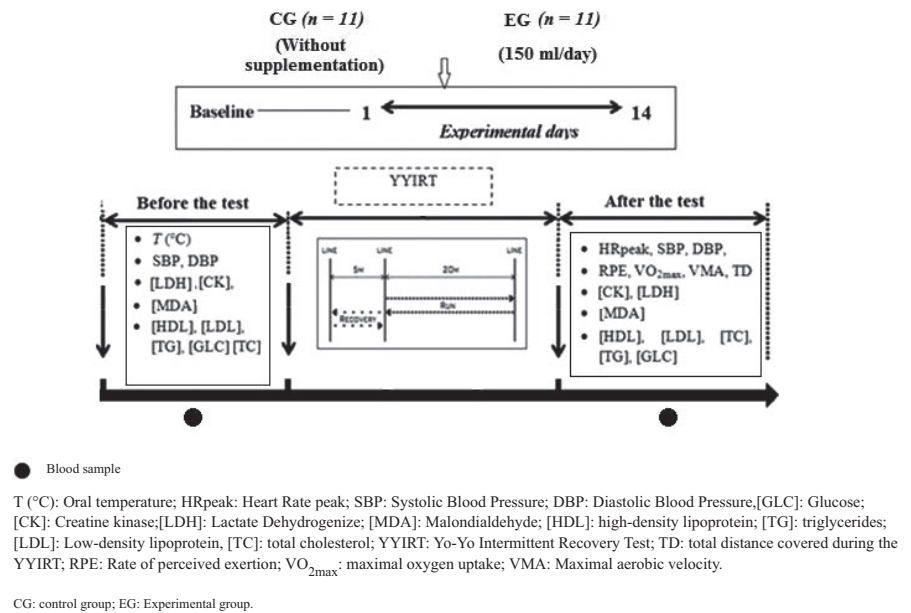 CG (n = 11) EG (n = 11)
(Without
supplementation) (150 ml/day)
Baseline 1 14
Experimental days
YYIRT
Before the test After the test
• T (°C)
• SBP, DBP
• [LDH] ,[CK],
• [MDA]
• [HDL], [LDL],
[TG], [GLC] [TC]
LINE LINE LINE
5M 20M
RUN
RECOVERY
• HRpeak, SBP, DBP,
• RPE, VO2max, VMA, TD
• [CK], [LDH]
• [MDA]
• [HDL], [LDL], [TC],
[TG], [GLC]
Blood sample
T (°C): Oral temperature; HRpeak: Heart Rate peak; SBP: Systolic Blood Pressure; DBP: Diastolic Blood Pressure,[GLC]: Glucose;
[CK]: Creatine kinase;[LDH]: Lactate Dehydrogenize; [MDA]: Malondialdehyde; [HDL]: high-density lipoprotein; [TG]: triglycerides;
[LDL]: Low-density lipoprotein, [TC]: total cholesterol; YYIRT: Yo-Yo Intermittent Recovery Test; TD: total distance covered during the
YYIRT; RPE: Rate of perceived exertion; VO2max: maximal oxygen uptake; VMA: Maximal aerobic velocity.
CG: control group; EG: Experimental group.